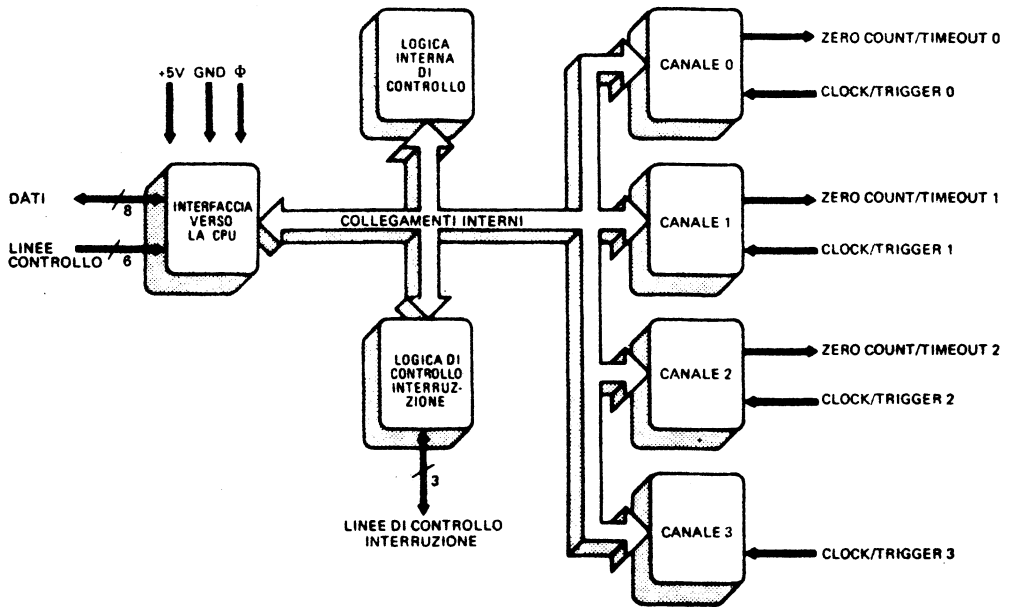 LOGICA
INTERNA
DI
CONTROLLO
CANALE 0
ZERO COUNT/TIMEOUT 0
CLOCK/TRIGGER 0
+5V GND Φ
DATI
8
LINEE
CONTROLLO
6
INTERFACCIA
VERSO
LA CPU
COLLEGAMENTI INTERNI
CANALE 1
ZERO COUNT/TIMEOUT 1
CLOCK/TRIGGER 1
LOGICA DI
CONTROLLO
INTERRUZ-
ZIONE
3
LINEE DI CONTROLLO
INTERRUZIONE
CANALE 2
ZERO COUNT/TIMEOUT 2
CLOCK/TRIGGER 2
CANALE 3
CLOCK/TRIGGER 3